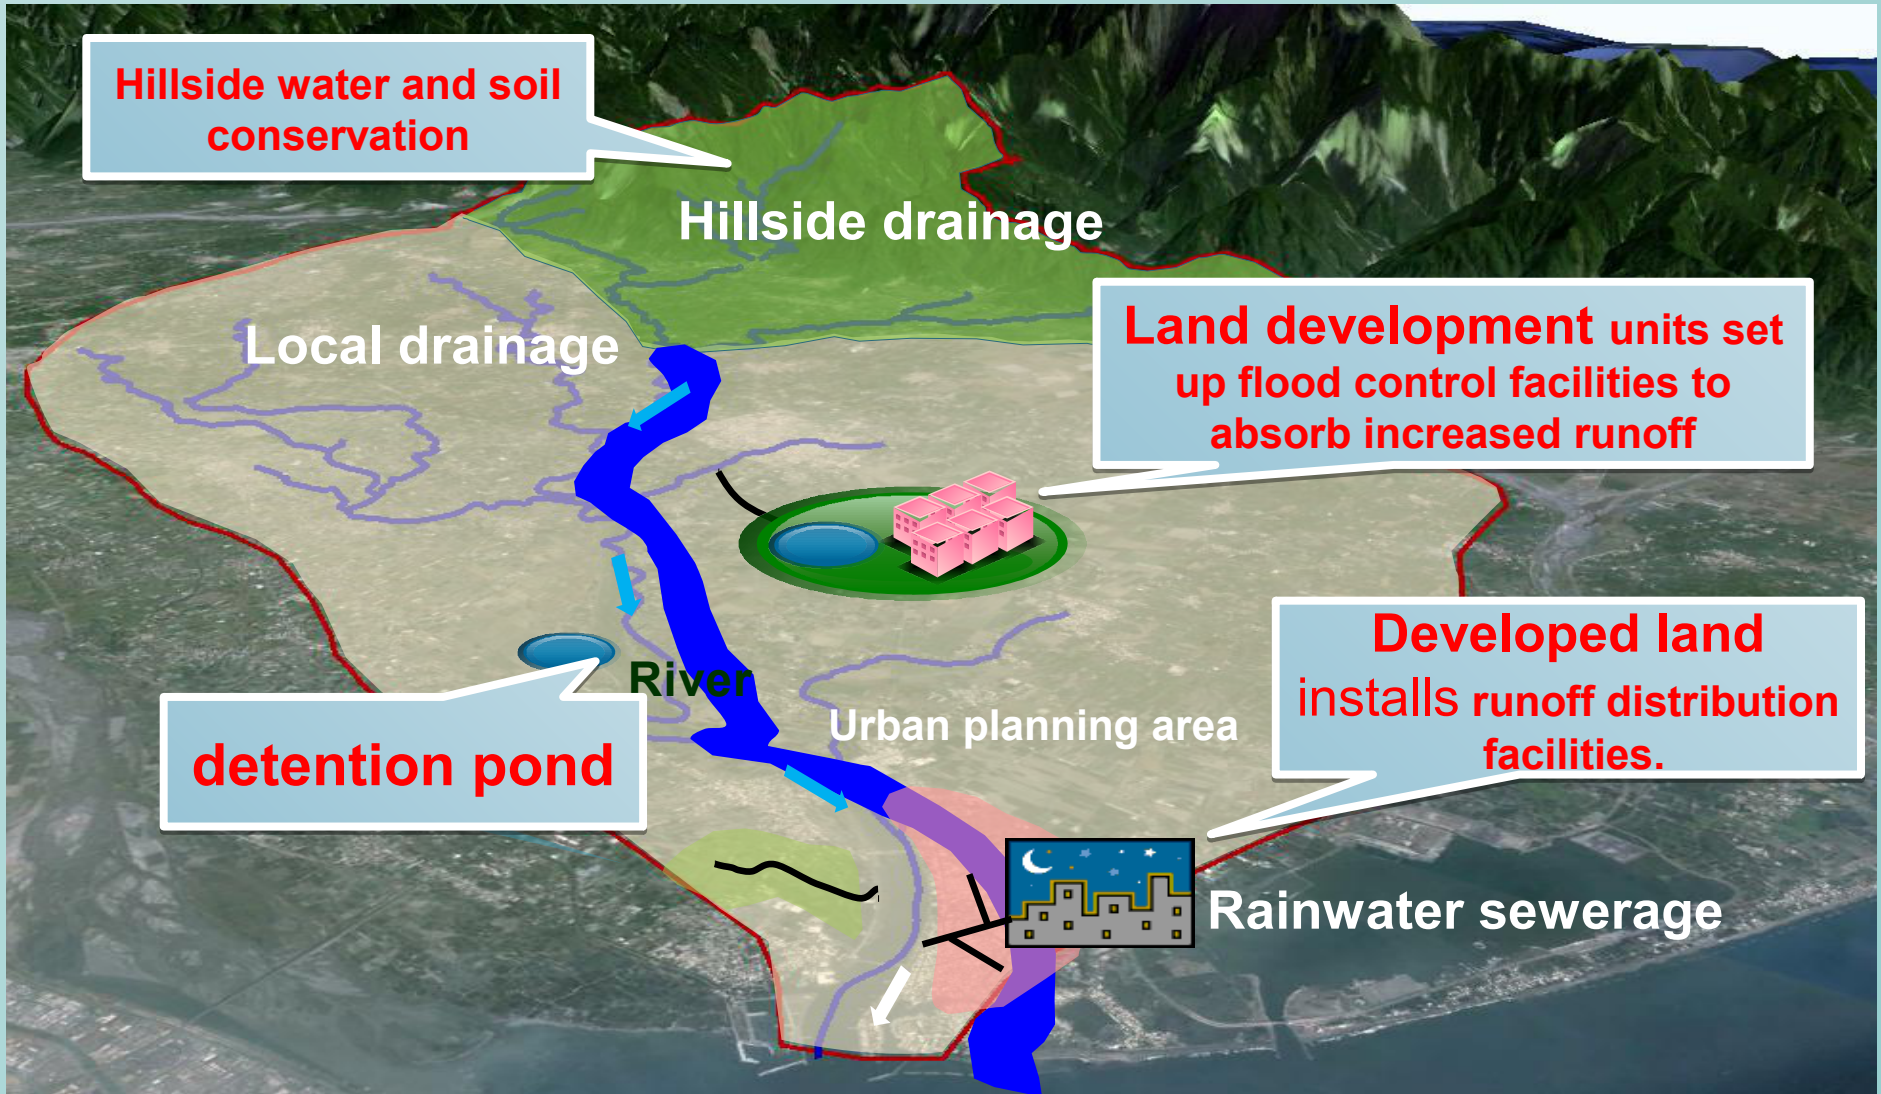 Hillside water and soil
conservation
Hillside drainage
Local drainage
Land development units set
up flood control facilities to
absorb increased runoff
Developed land
installs runoff distribution
facilities.
River
Urban planning area
detention pond
Rainwater sewerage